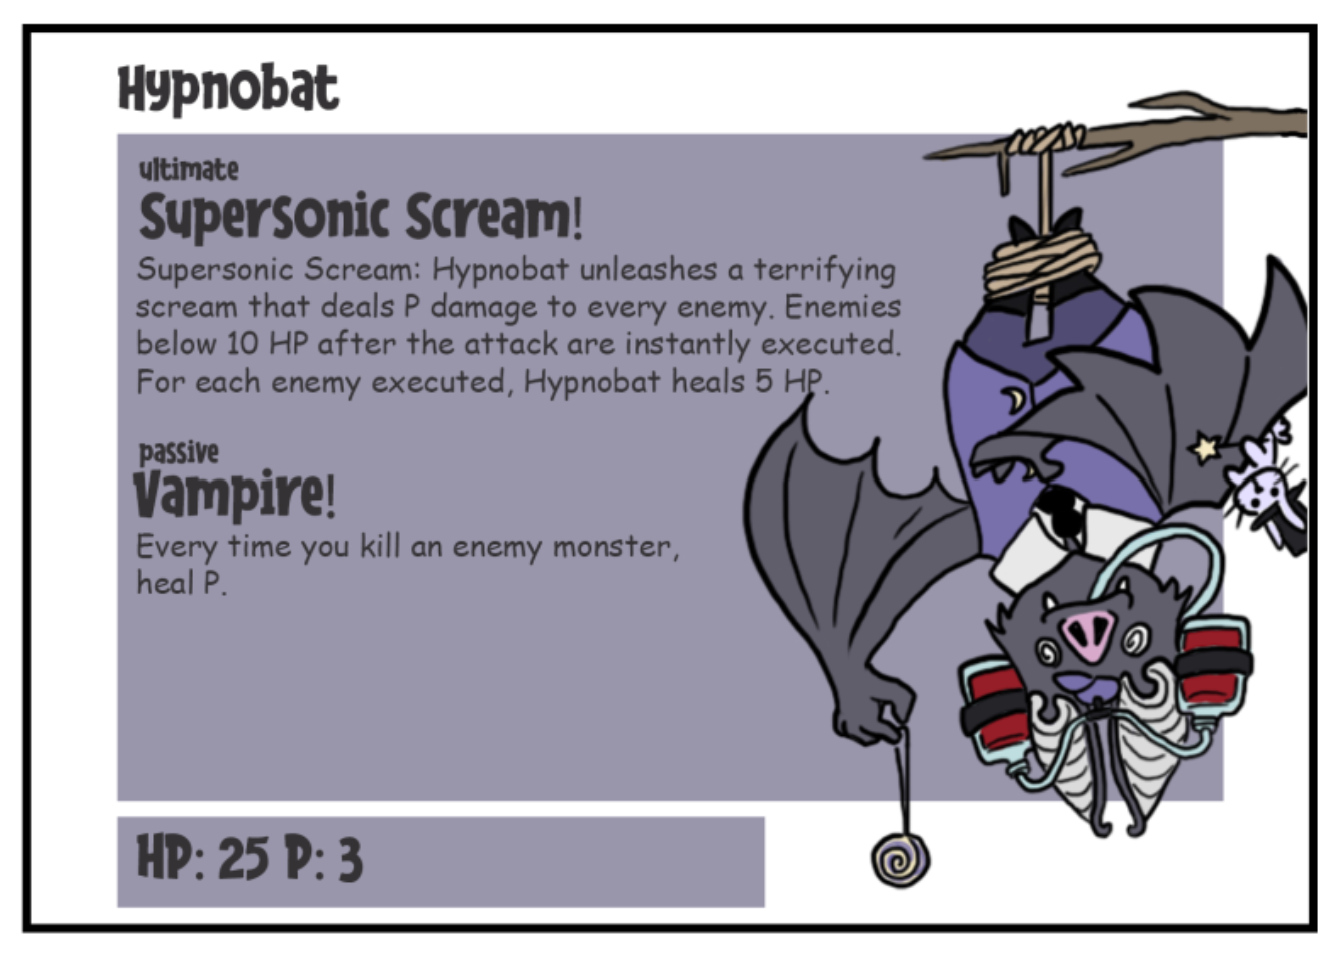 Hypnobat
ultimate
Supersonic Scream!
Supersonic Scream: Hypnobat unleashes a terrifying
scream that deals P damage to every enemy. Enemies
below 10 HP after the attack are instantly executed.
For each enemy executed, Hypnobat heals 5 HP.
passive
Vampire!
Every time you kill an enemy monster,
heal P.
HP: 25 P: 3